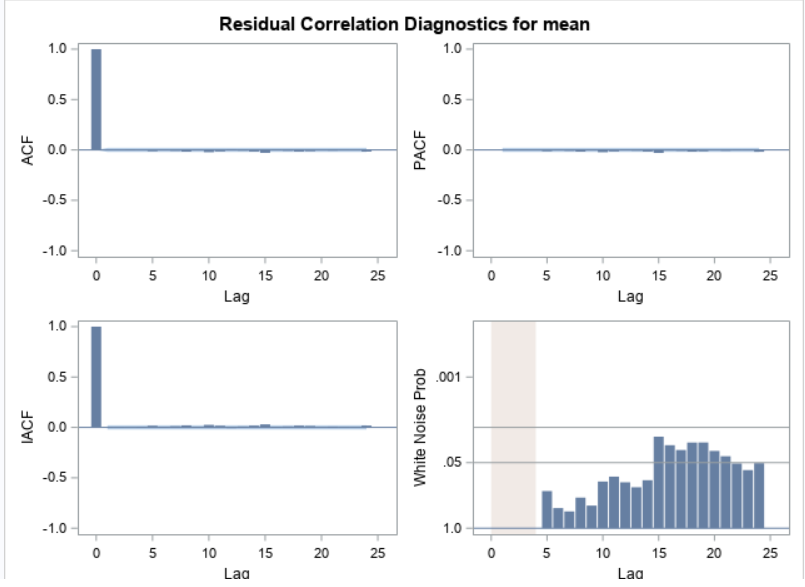 Residual Correlation Diagnostics for mean
1.0
0.5
0.0
-0.5
-1.0
ACF
0 5 10 15 20 25
Lag
1.0
0.5
0.0
-0.5
-1.0
PACF
0 5 10 15 20 25
Lag
1.0
0.5
0.0
-0.5
-1.0
IACF
0 5 10 15 20 25
Lag
.001
.05
1.0
White Noise Prob
0 5 10 15 20 25
Lag